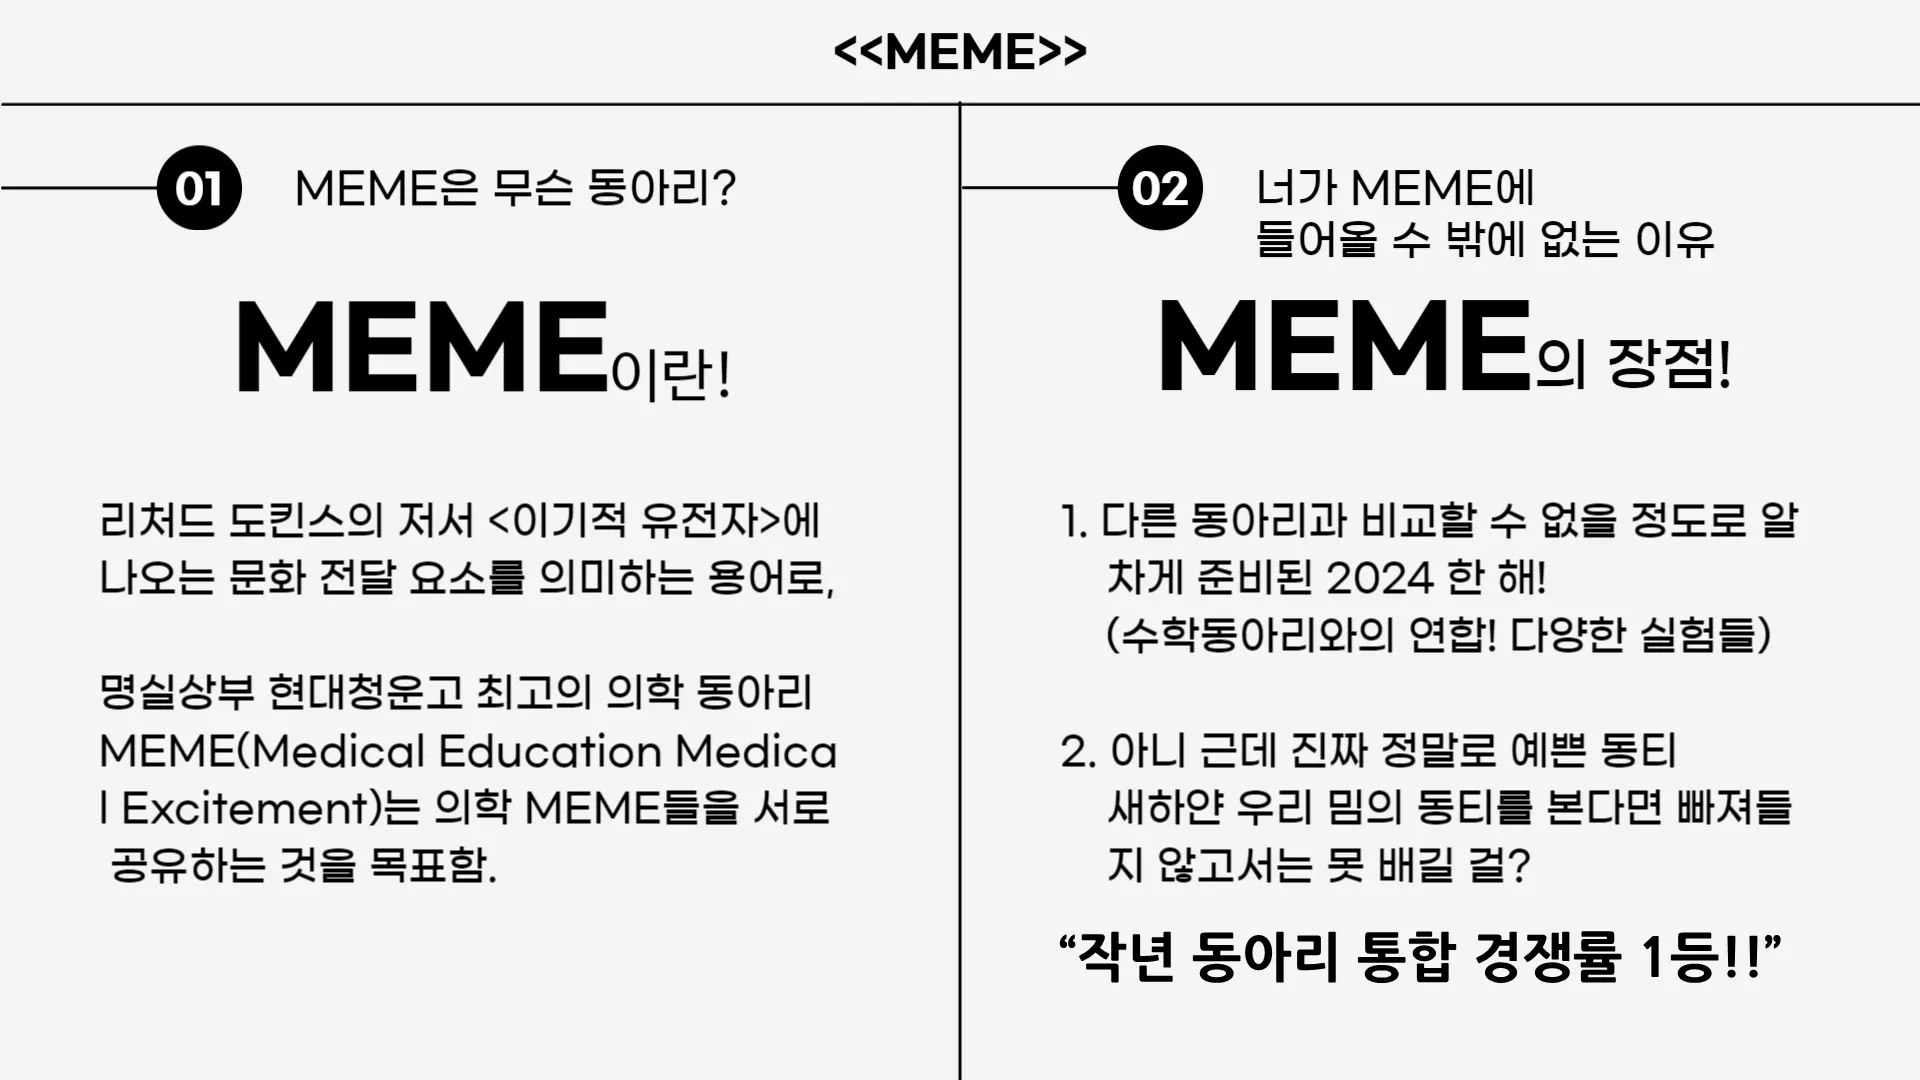 <<MEME>>
01
MEME은 무슨 동아리?
MEME이란!
리처드 도킨스의 저서 <이기적 유전자>에
나오는 문화 전달 요소를 의미하는 용어로,
명실상부 현대청운고 최고의 의학 동아리
MEME(Medical Education Medica
l Excitement)는 의학 MEME들을 서로
공유하는 것을 목표함.
02
너가 MEME에
들어올 수 밖에 없는 이유
MEME의 장점!
1. 다른 동아리과 비교할 수 없을 정도로 알
차게 준비된 2024 한 해!
(수학동아리와의 연합! 다양한 실험들)
2. 아니 근데 진짜 정말로 예쁜 동티
새하얀 우리 밈의 동티를 본다면 빠져들
지 않고서는 못 배길 걸?
“작년 동아리 통합 경쟁률 1등!!”